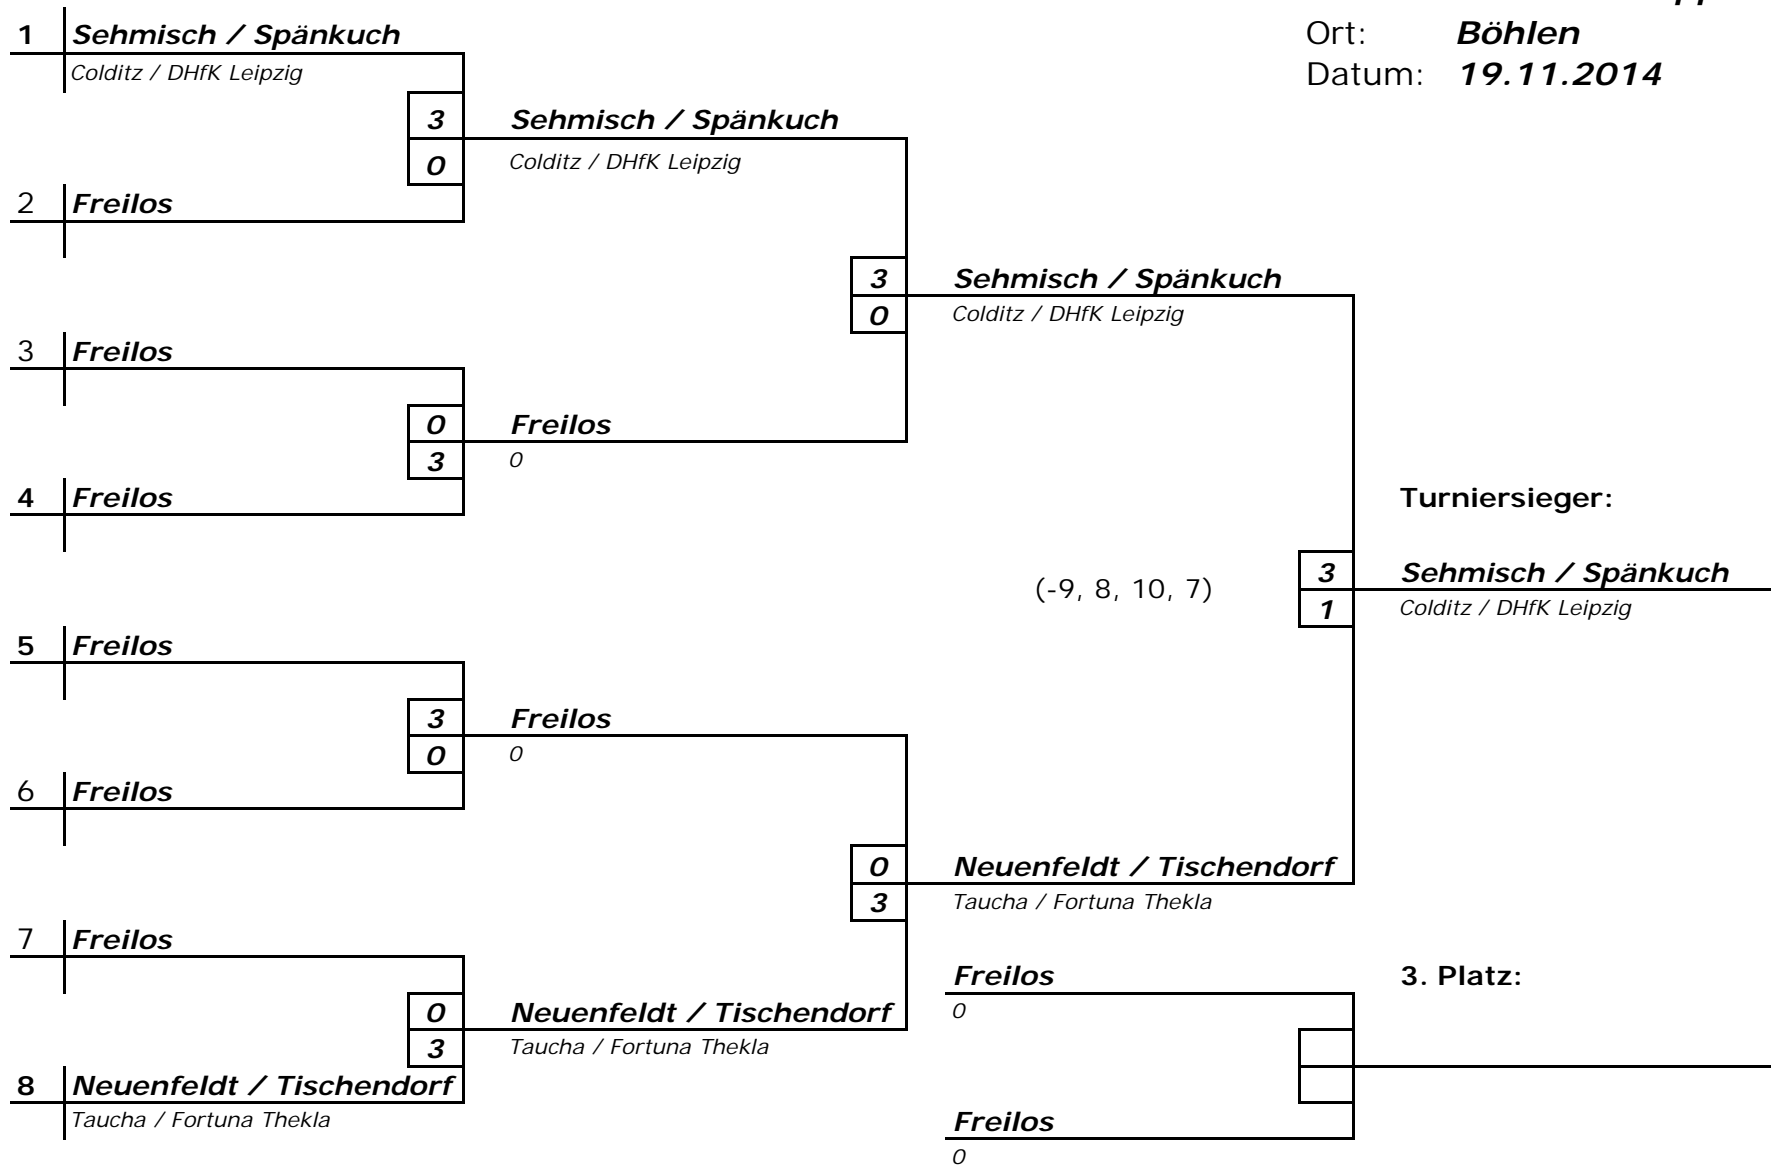 Ort: Böhlen
Datum: 19.11.2014
1 Sehmisch / Spänkuch
Colditz / DHfK Leipzig
3 Sehmisch / Spänkuch
0 Colditz / DHfK Leipzig
2 Freilos
3 Sehmisch / Spänkuch
0 Colditz / DHfK Leipzig
3 Freilos
0 Freilos
3 0
4 Freilos
Turniersieger:
(-9, 8, 10, 7) 3 Sehmisch / Spänkuch
1 Colditz / DHfK Leipzig
5 Freilos
3 Freilos
0 0
6 Freilos
0 Neuenfeldt / Tischendorf
3 Taucha / Fortuna Thekla
7 Freilos
Freilos 3. Platz:
0
0 Neuenfeldt / Tischendorf
3 Taucha / Fortuna Thekla
8 Neuenfeldt / Tischendorf
Taucha / Fortuna Thekla
Freilos
0